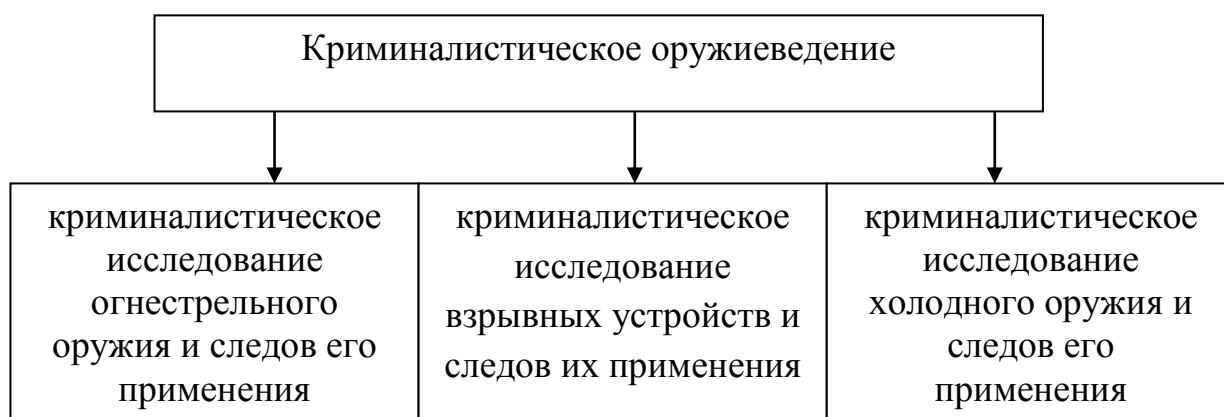 Криминалистическое оружиеведение
криминалистическое
исследование
огнестрельного
оружия и следов его
применения
криминалистическое
исследование
взрывных устройств и
следов их применения
криминалистическое
исследование
холодного оружия и
следов его
применения